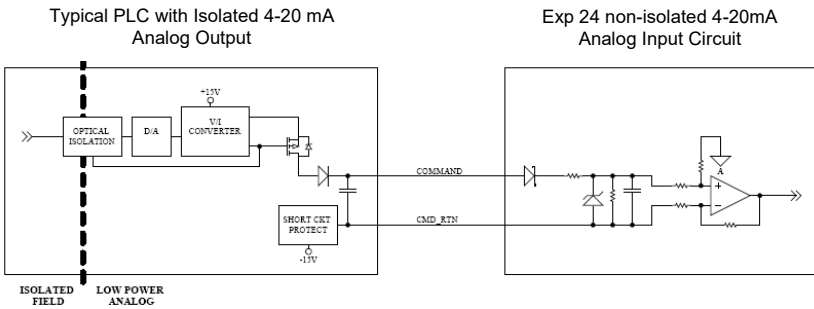 Typical PLC with Isolated 4-20 mA
Analog Output
Exp 24 non-isolated 4-20mA
Analog Input Circuit
+15V
OPTICAL
ISOLATION
D/A
V/I
CONVERTER
COMMAND
A
+
−
SHORT CKT
PROTECT
CMD_RTN
-15V
ISOLATED
FIELD
LOW POWER
ANALOG